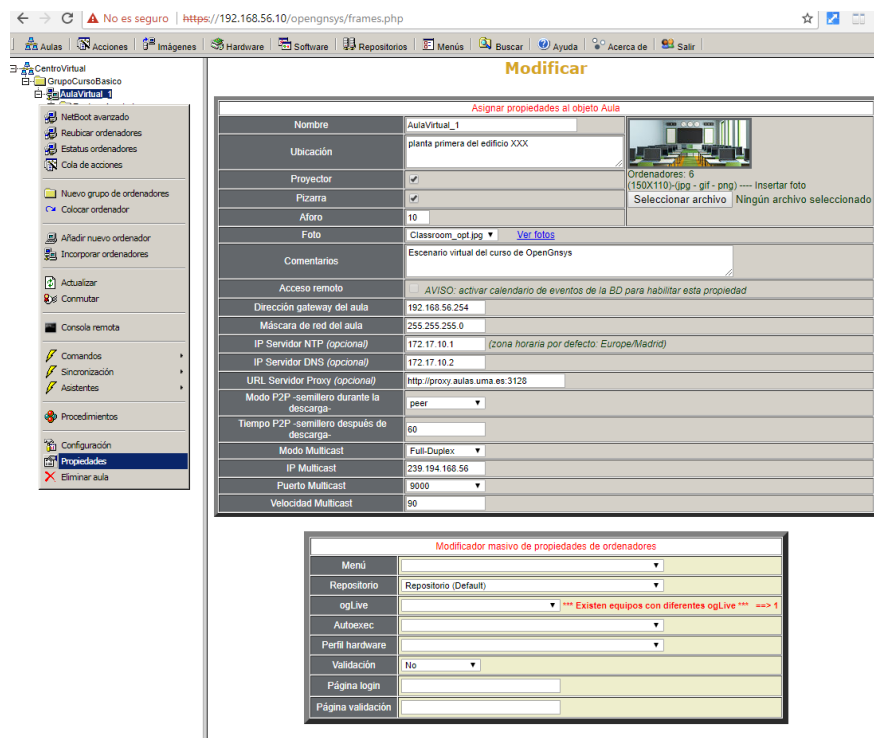 No es seguro | https://192.168.56.10/opengnsys/frames.php
Aulas Acciones Imágenes Hardware Software Repositorios Menús Buscar Ayuda Acerca de Salir
CentroVirtual
GrupoCursoBasico
AulaVirtual_1
NetBoot avanzado
Reubicar ordenadores
Estatus ordenadores
Cola de acciones
Nuevo grupo de ordenadores
Colocar ordenador
Añadir nuevo ordenador
Incorporar ordenadores
Actualizar
Conmutar
Consola remota
Comandos
Sincronización
Asistentes
Procedimientos
Configuración
Propiedades
Eliminar aula
Modificar
Asignar propiedades al objeto Aula
Nombre AulaVirtual_1
Ubicación planta primera del edificio XXX
Ordenadores: 6
(150X110)-(jpg - gif - png) ---- Insertar foto
Seleccionar archivo Ningún archivo seleccionado
Proyector
Pizarra
Aforo 10
Foto Classroom_opt.jpg Ver fotos
Comentarios Escenario virtual del curso de OpenGnsys
Acceso remoto AVISO: activar calendario de eventos de la BD para habilitar esta propiedad
Dirección gateway del aula 192.168.56.254
Máscara de red del aula 255.255.255.0
IP Servidor NTP (opcional) 172.17.10.1 (zona horaria por defecto: Europe/Madrid)
IP Servidor DNS (opcional) 172.17.10.2
URL Servidor Proxy (opcional) http://proxy.aulas.uma.es:3128
Modo P2P -semillero durante la
descarga- peer
Tiempo P2P -semillero después de
descarga- 60
Modo Multicast Full-Duplex
IP Multicast 239.194.168.56
Puerto Multicast 9000
Velocidad Multicast 90
Modificador masivo de propiedades de ordenadores
Menú
Repositorio Repositorio (Default)
ogLive *** Existen equipos con diferentes ogLive *** ==> 1
Autoexec
Perfil hardware
Validación No
Página login
Página validación